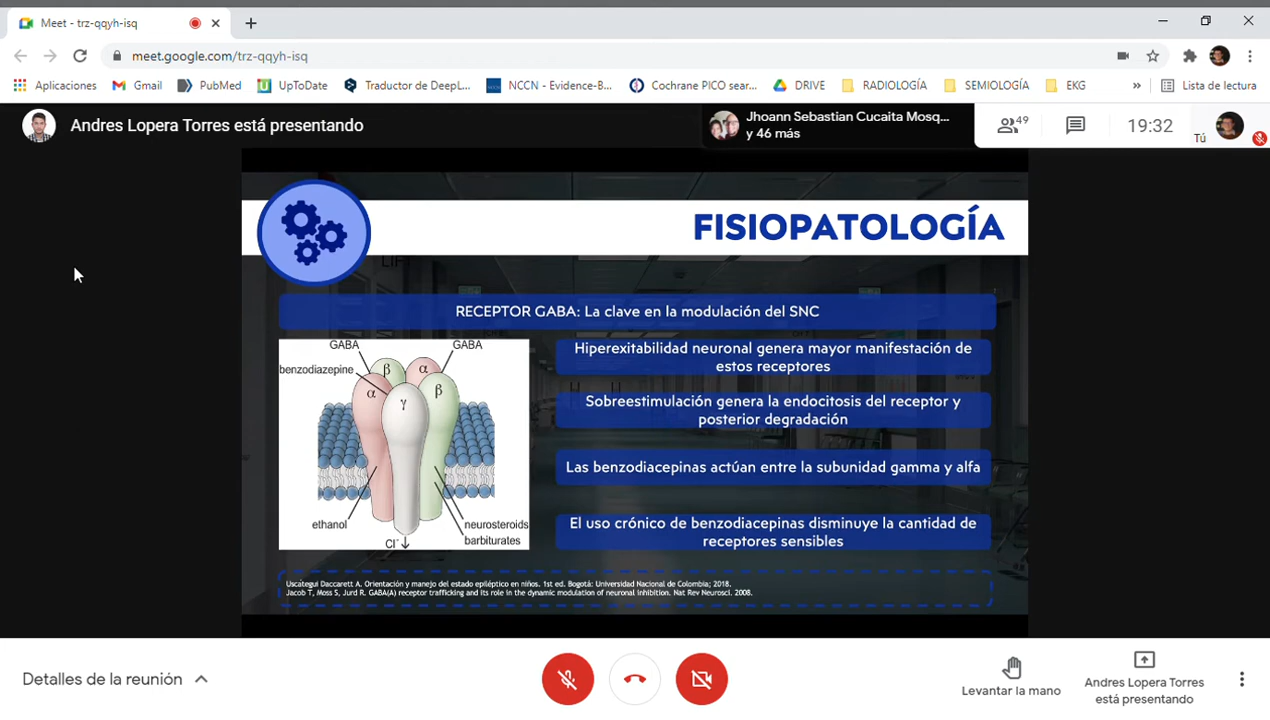 Meet - trz-qqyh-isq
meet.google.com/trz-qqyh-isq
Aplicaciones Gmail PubMed UpToDate Traductor de DeepL... NCCN - Evidence-B... Cochrane PICO sear... DRIVE RADIOLOGÍA SEMIOLOGÍA EKG » Lista de lectura
Andres Lopera Torres está presentando
Jhoann Sebastian Cucaita Mosq...
y 46 más
49
19:32
Tú
FISIOPATOLOGÍA
RECEPTOR GABA: La clave en la modulación del SNC
GABA GABA
benzodiazepine
β α
α γ β
ethanol
neurosteroids
barbiturates
Cl⁻
Hiperexitabilidad neuronal genera mayor manifestación de
estos receptores
Sobreestimulación genera la endocitosis del receptor y
posterior degradación
Las benzodiacepinas actúan entre la subunidad gamma y alfa
El uso crónico de benzodiacepinas disminuye la cantidad de
receptores sensibles
Uscátegui Daccarett A. Orientación y manejo del estado epiléptico en niños. 1st ed. Bogotá: Universidad Nacional de Colombia; 2018.
Jacob T, Moss S, Jurd R. GABA(A) receptor trafficking and its role in the dynamic modulation of neuronal inhibition. Nat Rev Neurosci. 2008.
Detalles de la reunión
Levantar la mano
Andres Lopera Torres
está presentando